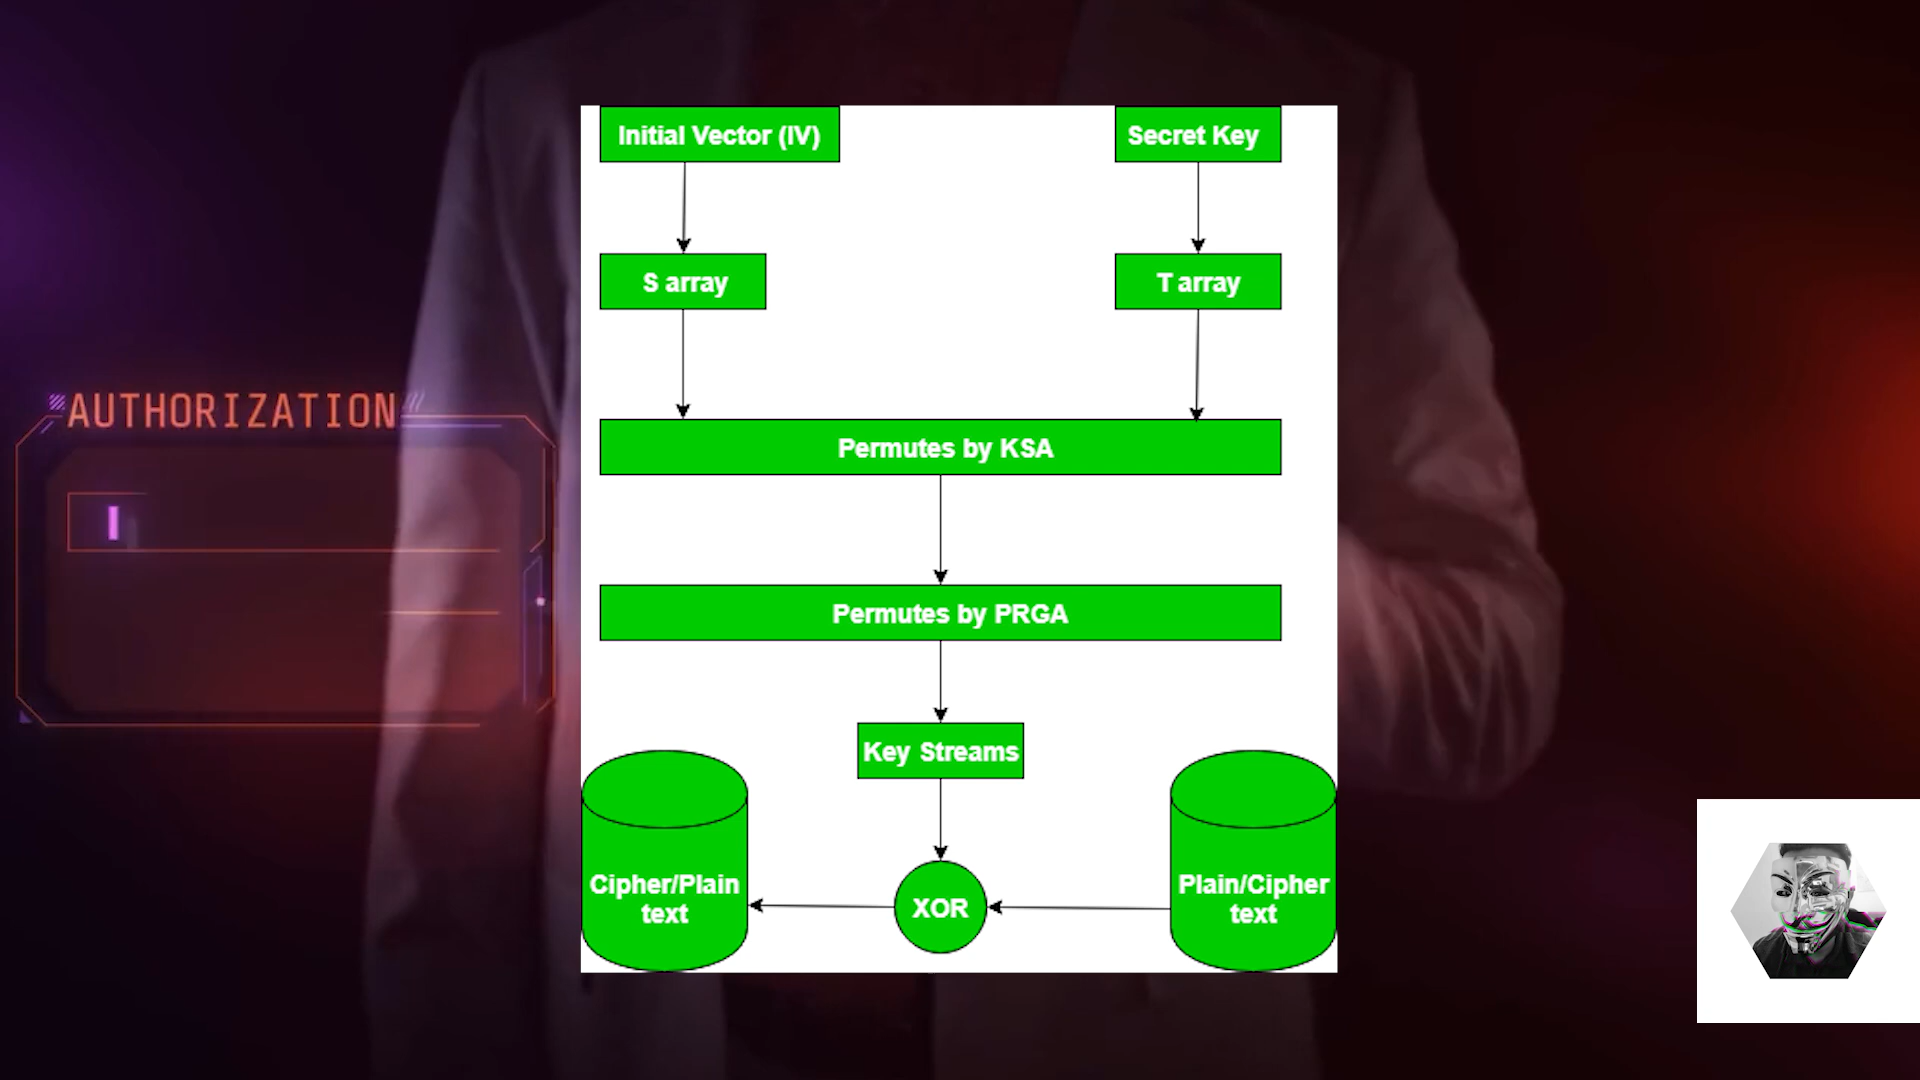 Initial Vector (IV)
Secret Key
S array
T array
AUTHORIZATION
Permutes by KSA
Permutes by PRGA
Key Streams
Cipher/Plain
text
XOR
Plain/Cipher
text